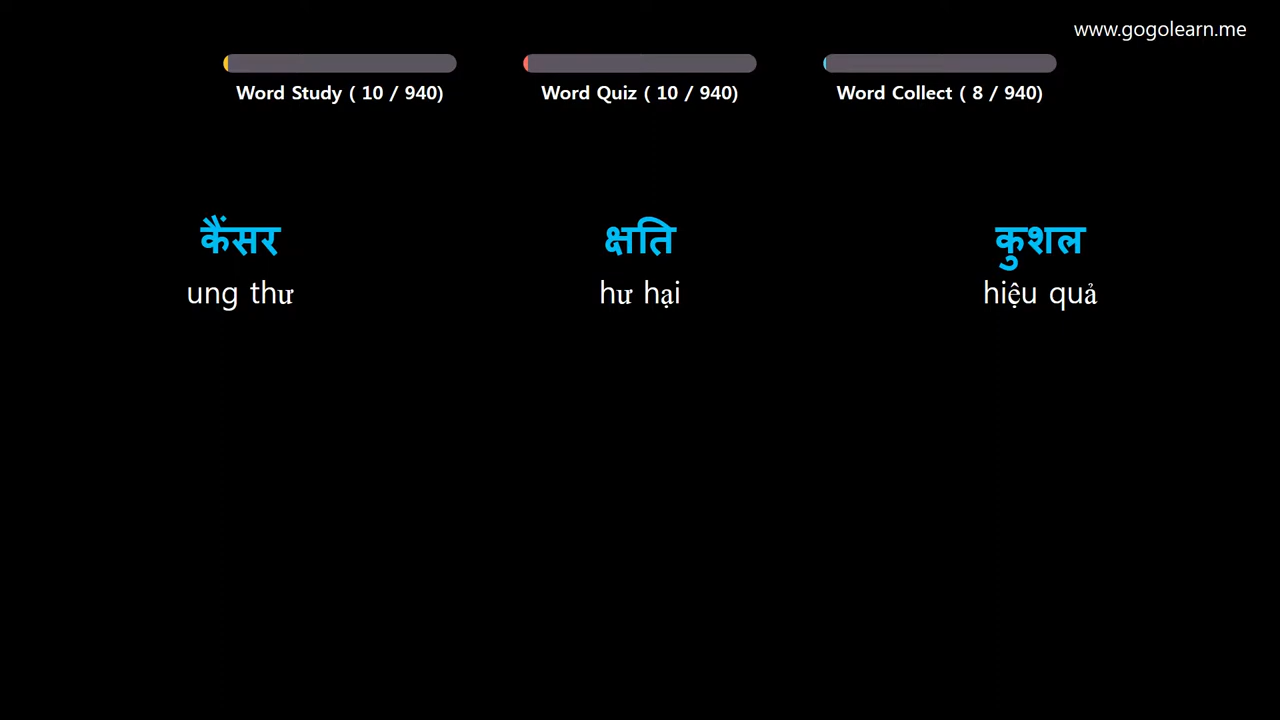 www.gogolearn.me
Word Study ( 10 / 940)
Word Quiz ( 10 / 940)
Word Collect ( 8 / 940)
कैंसर
क्षति
कुशल
ung thư
hư hại
hiệu quả